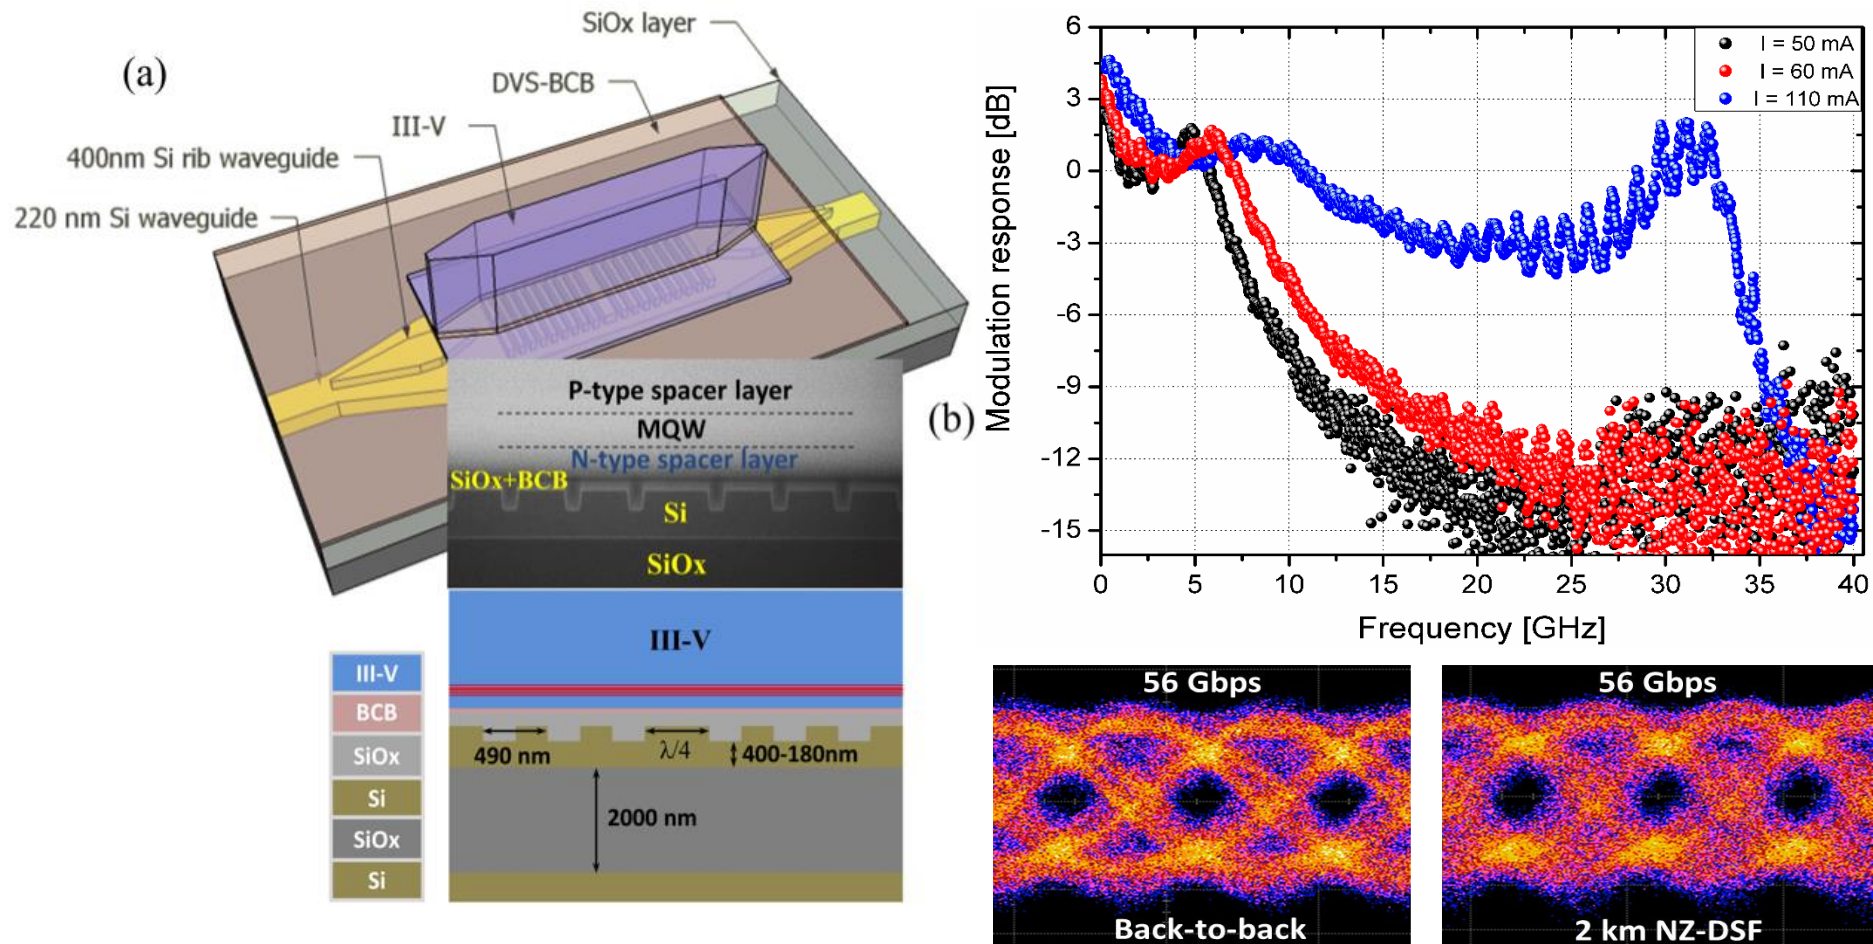 (a)
SiOx layer
DVS-BCB
III-V
400nm Si rib waveguide
220 nm Si waveguide
P-type spacer layer
MQW
N-type spacer layer
SiOx+BCB
Si
SiOx
III-V
490 nm
λ/4
400-180nm
2000 nm
III-V
BCB
SiOx
Si
SiOx
Si
(b)
Modulation response [dB]
6
3
0
-3
-6
-9
-12
-15
I = 50 mA
I = 60 mA
I = 110 mA
0 5 10 15 20 25 30 35 40
Frequency [GHz]
56 Gbps
Back-to-back
56 Gbps
2 km NZ-DSF